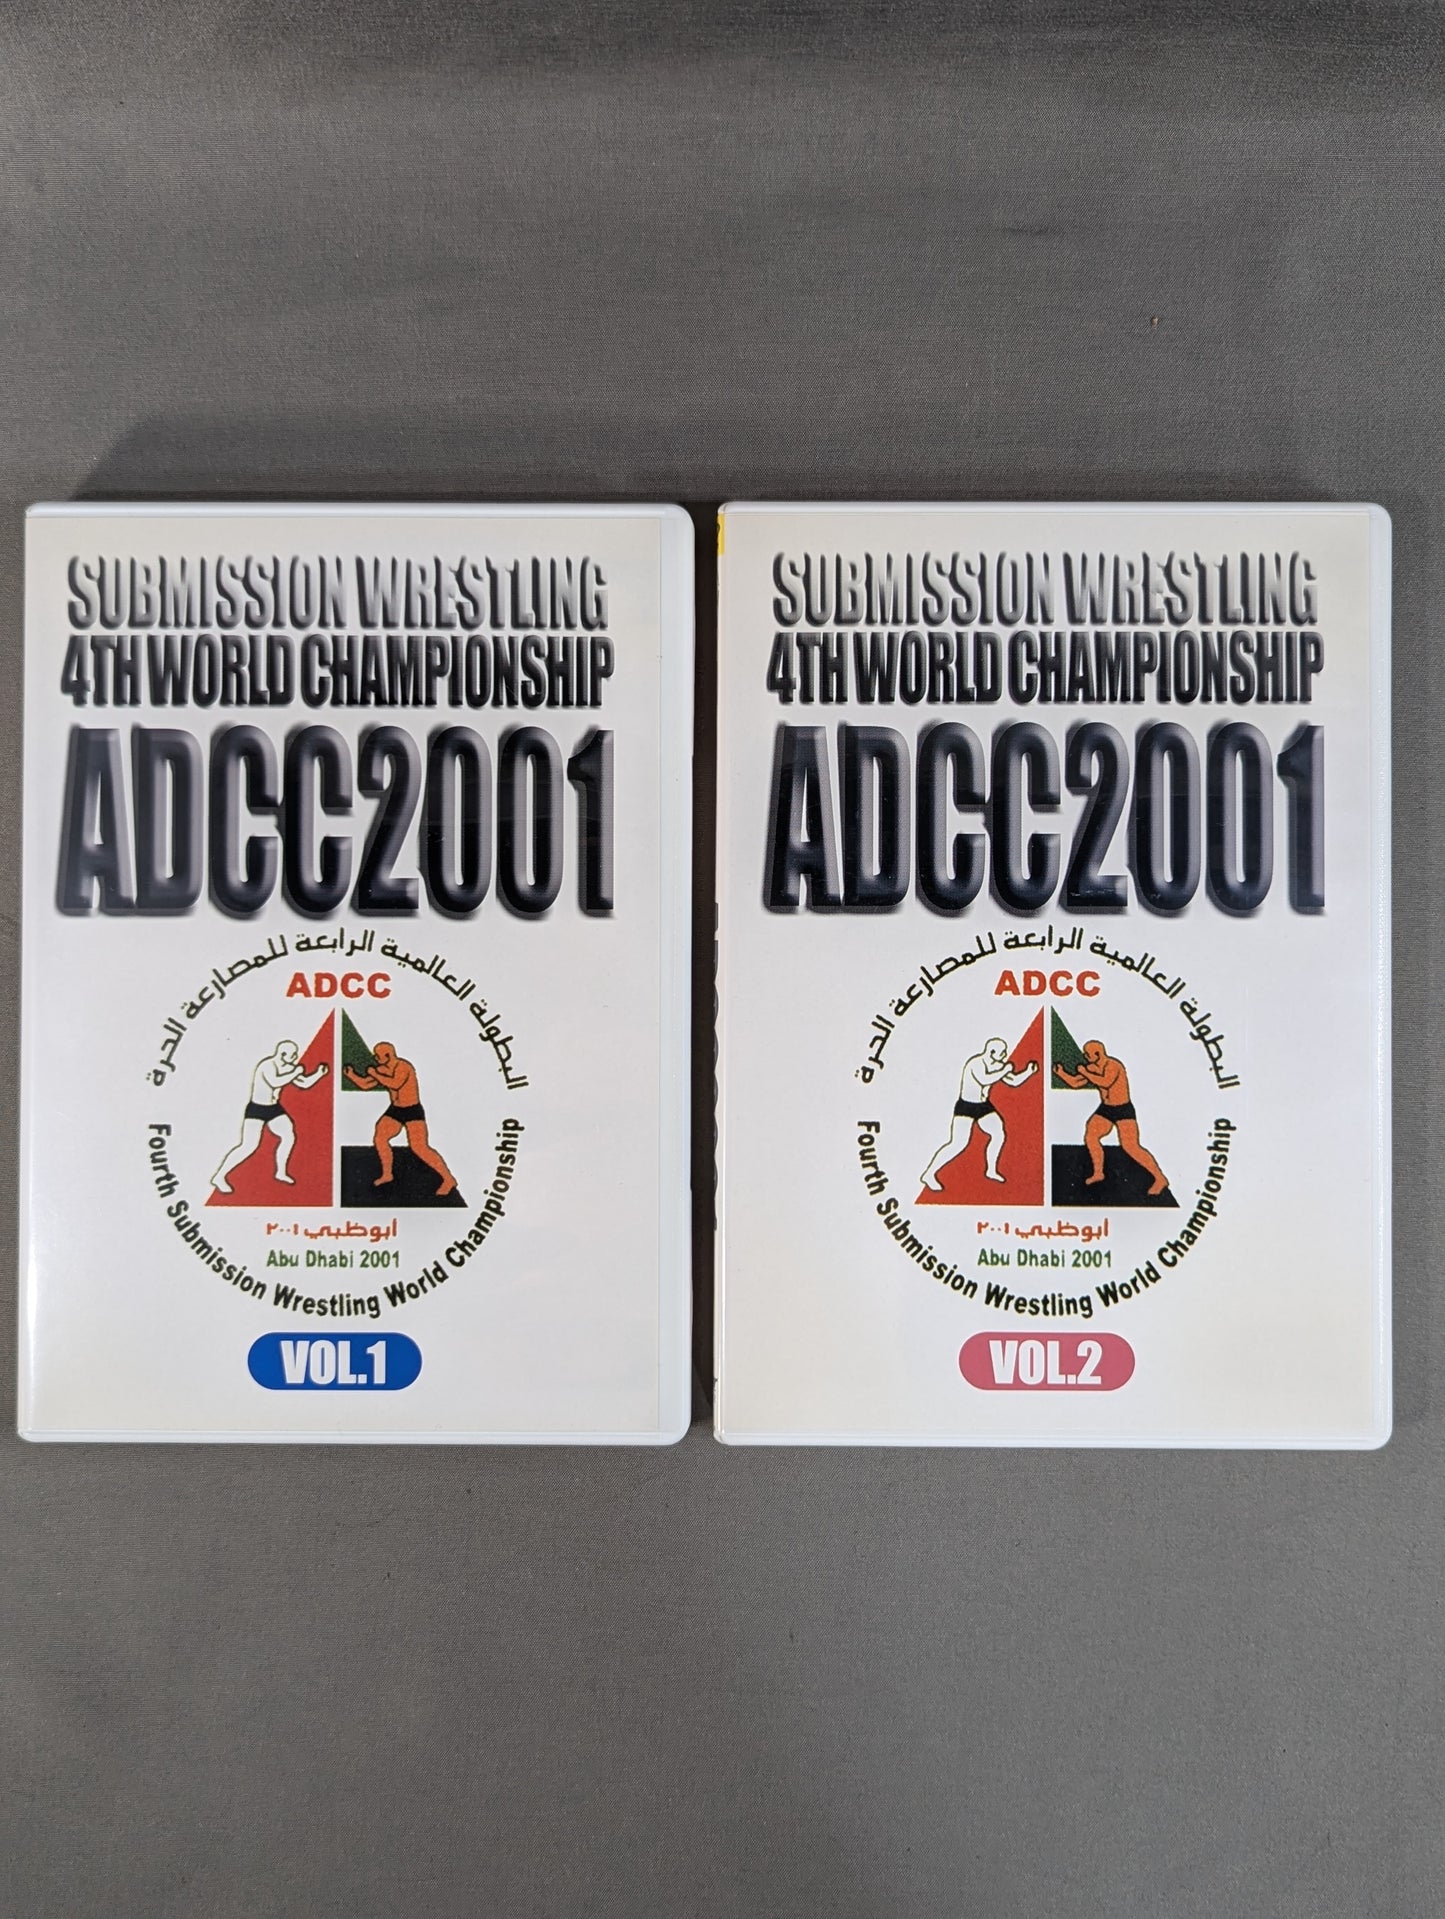 SUBMISSION WRESTLING
4TH WORLD CHAMPIONSHIP
ADCC2001
البطولة العالمية الرابعة للمصارعة الحرة
ADCC
أبوظبي ٢٠٠١
Abu Dhabi 2001
Fourth Submission Wrestling World Championship
VOL.1
SUBMISSION WRESTLING
4TH WORLD CHAMPIONSHIP
ADCC2001
البطولة العالمية الرابعة للمصارعة الحرة
ADCC
أبوظبي ٢٠٠١
Abu Dhabi 2001
Fourth Submission Wrestling World Championship
VOL.2